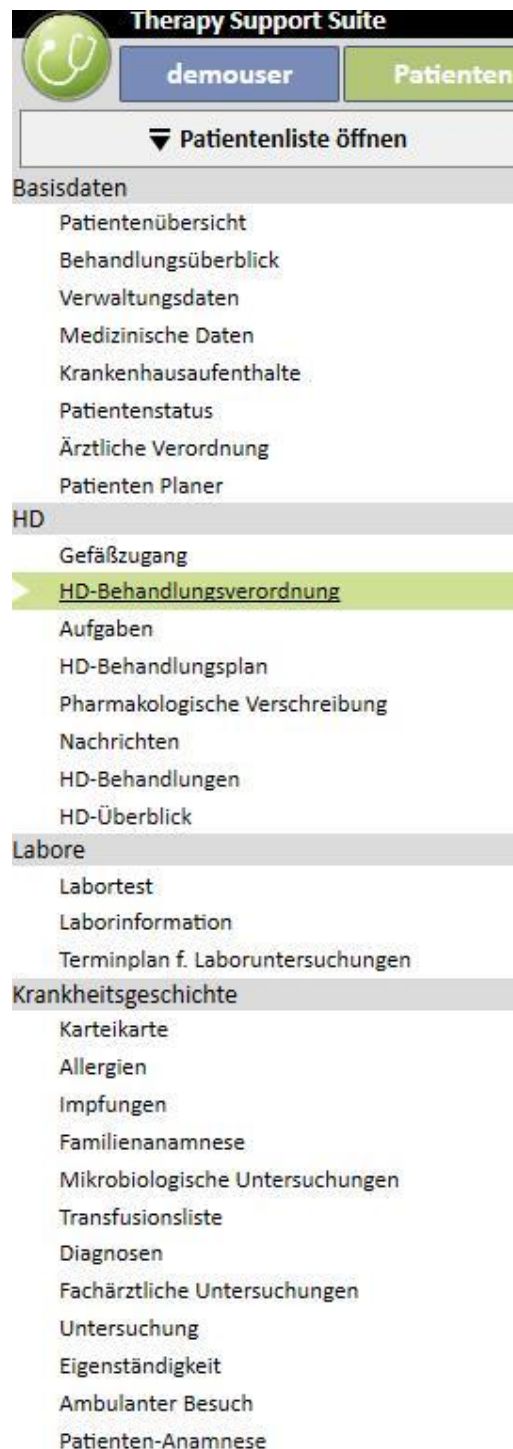 Therapy Support Suite
demouser
Patienten
Patientenliste öffnen
Basisdaten
Patientenübersicht
Behandlungsüberblick
Verwaltungsdaten
Medizinische Daten
Krankenhausaufenthalte
Patientenstatus
Ärztliche Verordnung
Patienten Planer
HD
Gefäßzugang
HD-Behandlungsverordnung
Aufgaben
HD-Behandlungsplan
Pharmakologische Verschreibung
Nachrichten
HD-Behandlungen
HD-Überblick
Labore
Labortest
Laborinformation
Terminplan f. Laboruntersuchungen
Krankheitsgeschichte
Karteikarte
Allergien
Impfungen
Familienanamnese
Mikrobiologische Untersuchungen
Transfusionsliste
Diagnosen
Fachärztliche Untersuchungen
Untersuchung
Eigenständigkeit
Ambulanter Besuch
Patienten-Anamnese